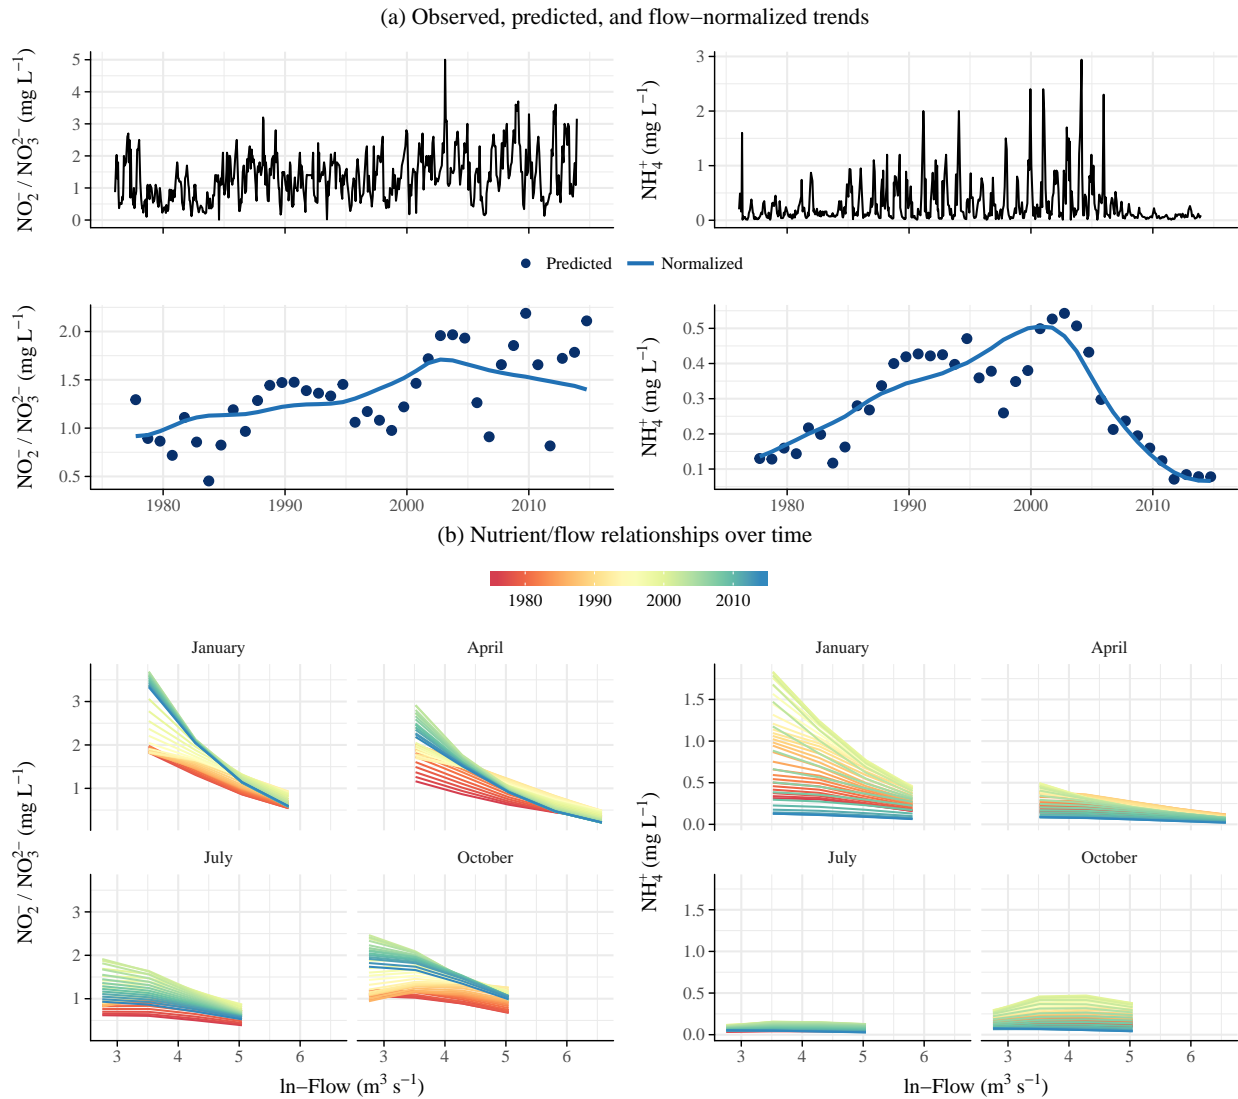 (a) Observed, predicted, and flow−normalized trends
NO₂⁻ / NO₃²⁻ (mg L⁻¹)
5
4
3
2
1
0
NH₄⁺ (mg L⁻¹)
3
2
1
0
Predicted Normalized
NO₂⁻ / NO₃²⁻ (mg L⁻¹)
2.0
1.5
1.0
0.5
1980 1990 2000 2010
NH₄⁺ (mg L⁻¹)
0.5
0.4
0.3
0.2
0.1
1980 1990 2000 2010
(b) Nutrient/flow relationships over time
1980 1990 2000 2010
NO₂⁻ / NO₃²⁻ (mg L⁻¹)
January April
3
2
1
July October
3
2
1
3 4 5 6 3 4 5 6
ln−Flow (m³ s⁻¹)
NH₄⁺ (mg L⁻¹)
January April
1.5
1.0
0.5
0.0
July October
1.5
1.0
0.5
0.0
3 4 5 6 3 4 5 6
ln−Flow (m³ s⁻¹)